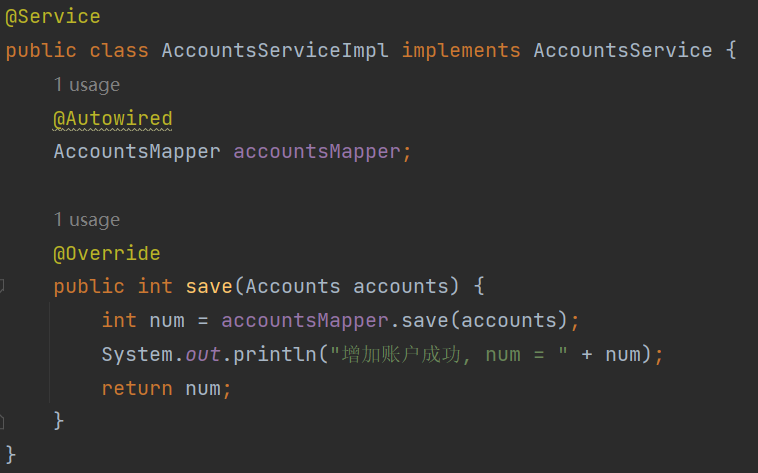 @Service
public class AccountsServiceImpl implements AccountsService {
1 usage
@Autowired
AccountsMapper accountsMapper;
1 usage
@Override
public int save(Accounts accounts) {
int num = accountsMapper.save(accounts);
System.out.println("增加账户成功, num = " + num);
return num;
}
}